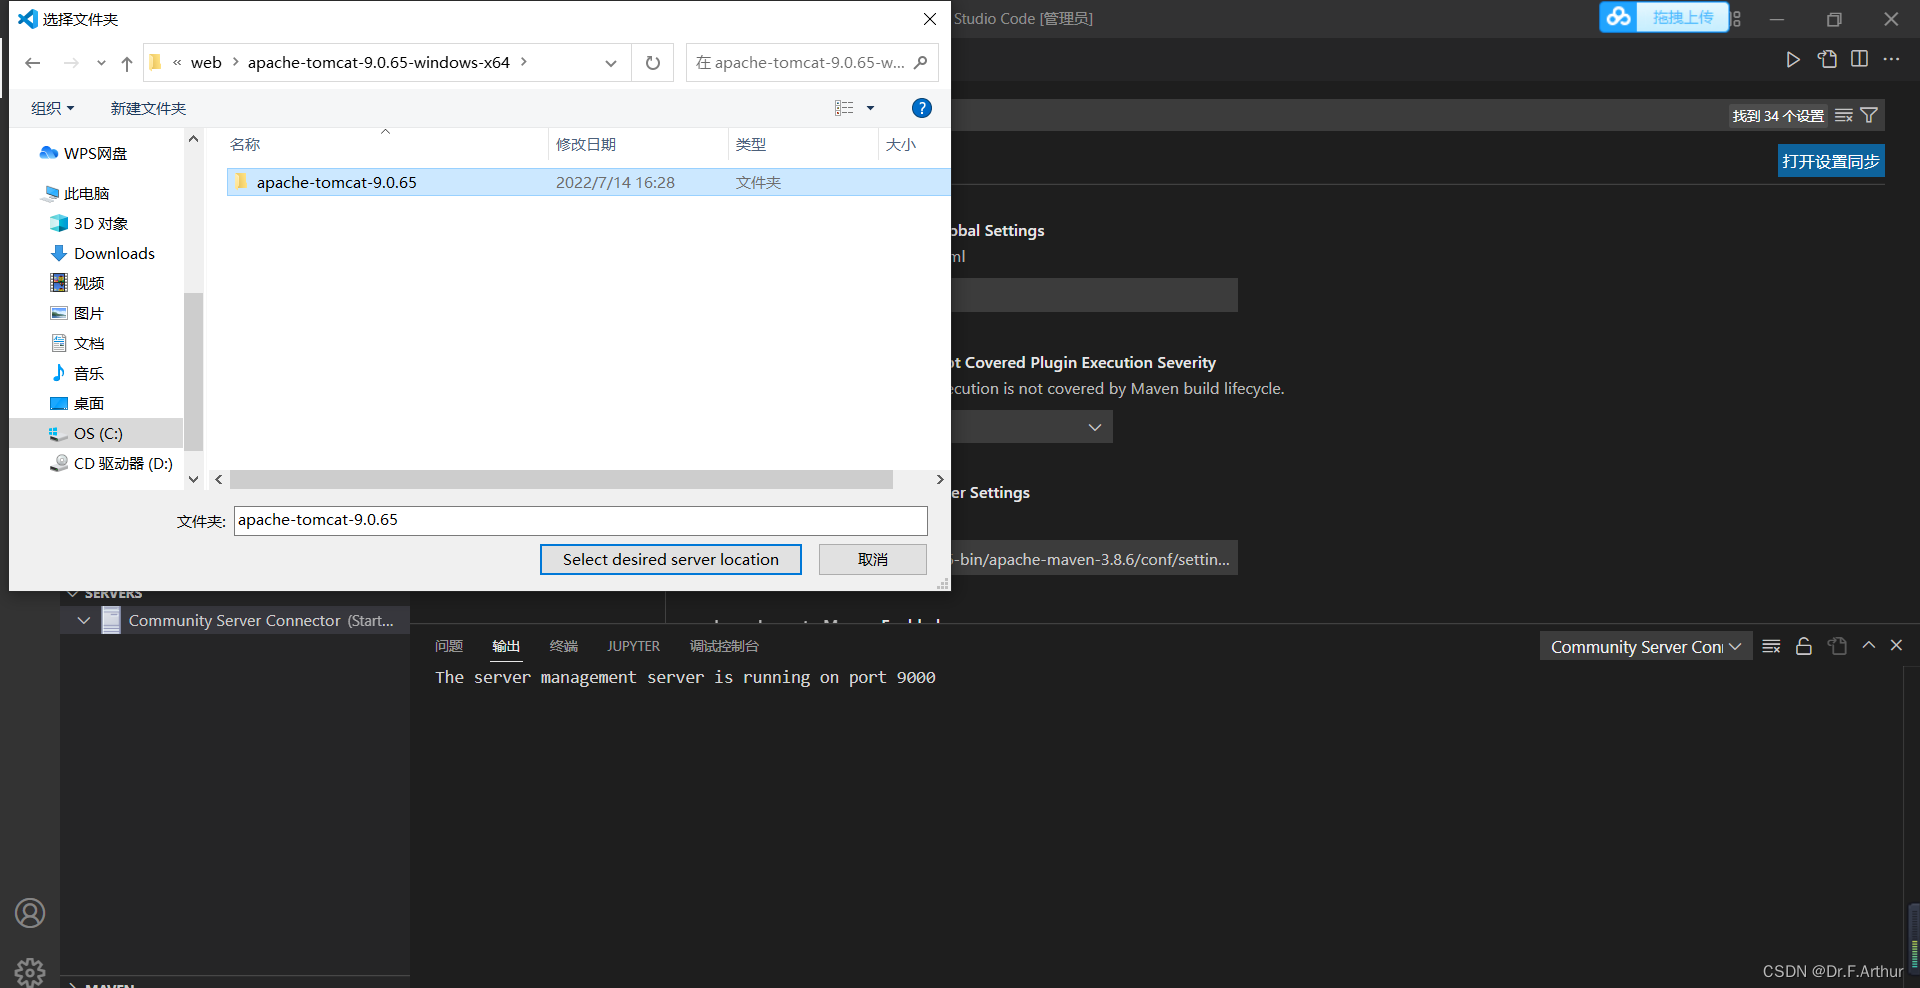 选择文件夹
Studio Code [管理员]
拖拽上传
« web > apache-tomcat-9.0.65-windows-x64 >
在 apache-tomcat-9.0.65-w...
组织
新建文件夹
找到 34 个设置
打开设置同步
名称
修改日期
类型
大小
apache-tomcat-9.0.65
2022/7/14 16:28
文件夹
WPS网盘
此电脑
3D 对象
Downloads
视频
图片
文档
音乐
桌面
OS (C:)
CD 驱动器 (D:)
obal Settings
ml
ot Covered Plugin Execution Severity
ecution is not covered by Maven build lifecycle.
er Settings
-bin/apache-maven-3.8.6/conf/settin...
文件夹:
apache-tomcat-9.0.65
Select desired server location
取消
SERVERS
Community Server Connector (Start...
问题
输出
终端
JUPYTER
调试控制台
Community Server Con
The server management server is running on port 9000
MAVEN
CSDN @Dr.F.Arthur